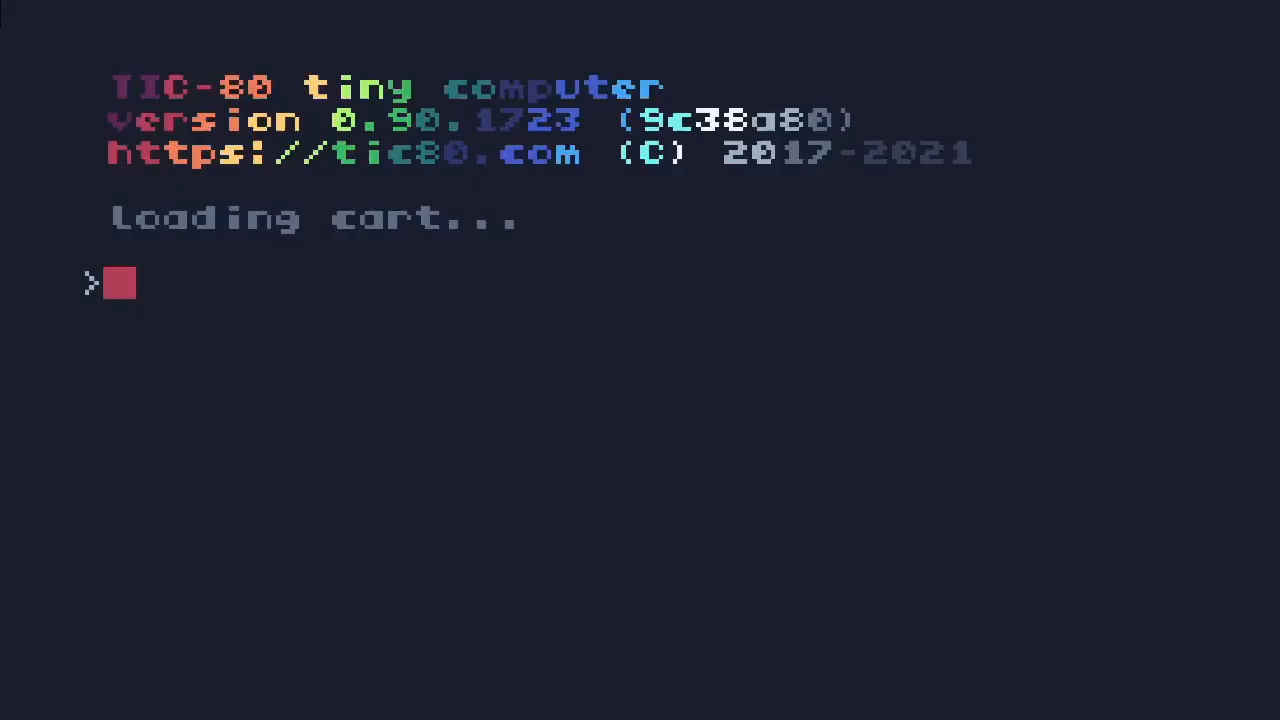 TIC-80 tiny computer
version 0.90.1723 (9c38a80)
https://tic80.com (C) 2017-2021
Loading cart...
>